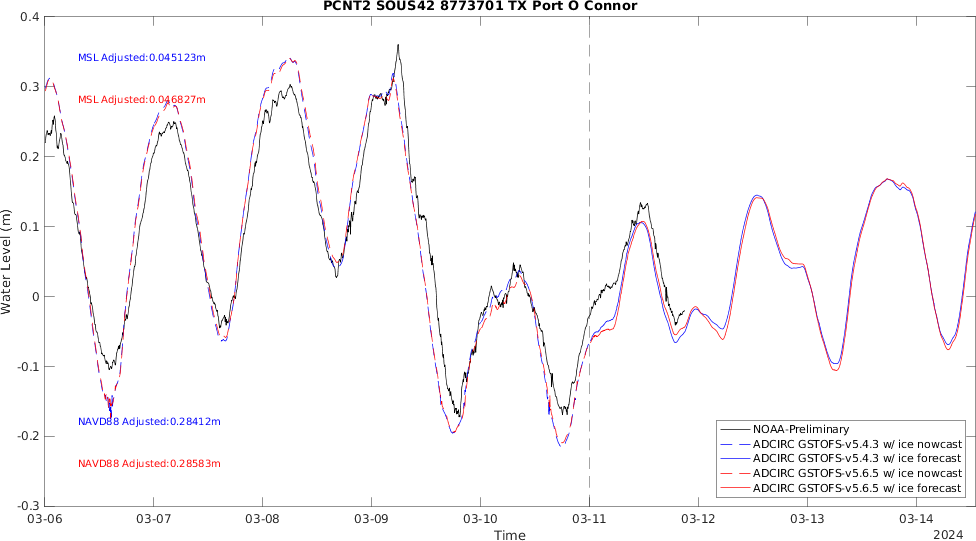 PCNT2 SOUS42 8773701 TX Port O Connor
0.4
0.3
0.2
0.1
0
-0.1
-0.2
-0.3
Water Level (m)
MSL Adjusted:0.045123m
MSL Adjusted:0.046827m
NAVD88 Adjusted:0.28412m
NAVD88 Adjusted:0.28583m
NOAA-Preliminary
ADCIRC GSTOFS-v5.4.3 w/ ice nowcast
ADCIRC GSTOFS-v5.4.3 w/ ice forecast
ADCIRC GSTOFS-v5.6.5 w/ ice nowcast
ADCIRC GSTOFS-v5.6.5 w/ ice forecast
03-06 03-07 03-08 03-09 03-10 03-11 03-12 03-13 03-14
Time
2024